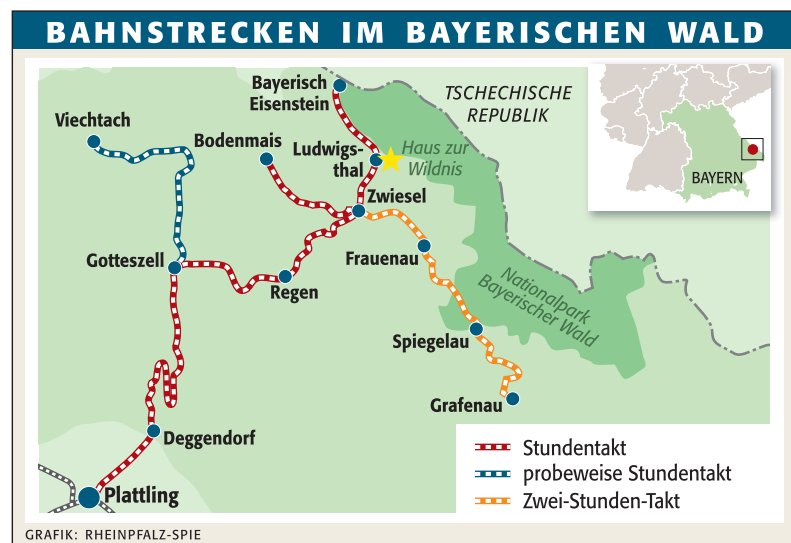 BAHNSTRECKEN IM BAYERISCHEN WALD
Bayerisch
Eisenstein
TSCHECHISCHE
REPUBLIK
Viechtach
Bodenmais
Ludwigs-
thal
Haus zur
Wildnis
BAYERN
Zwiesel
Gotteszell
Frauenau
Regen
Nationalpark
Bayerischer Wald
Spiegelau
Grafenau
Deggendorf
Plattling
Stundentakt
probeweise Stundentakt
Zwei-Stunden-Takt
GRAFIK: RHEINPFALZ-SPIE